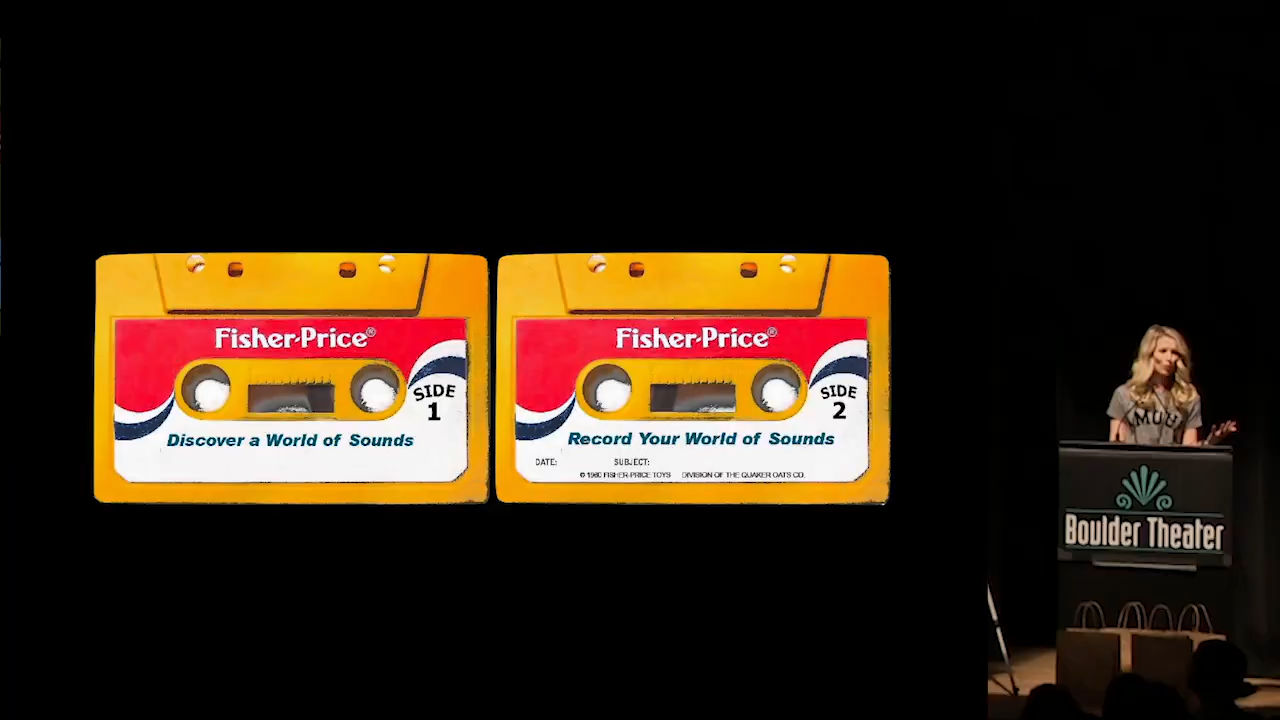 Fisher-Price®
SIDE
1
Discover a World of Sounds
Fisher-Price®
SIDE
2
Record Your World of Sounds
DATE: SUBJECT:
© 1980 FISHER-PRICE TOYS DIVISION OF THE QUAKER OATS CO.
Boulder Theater